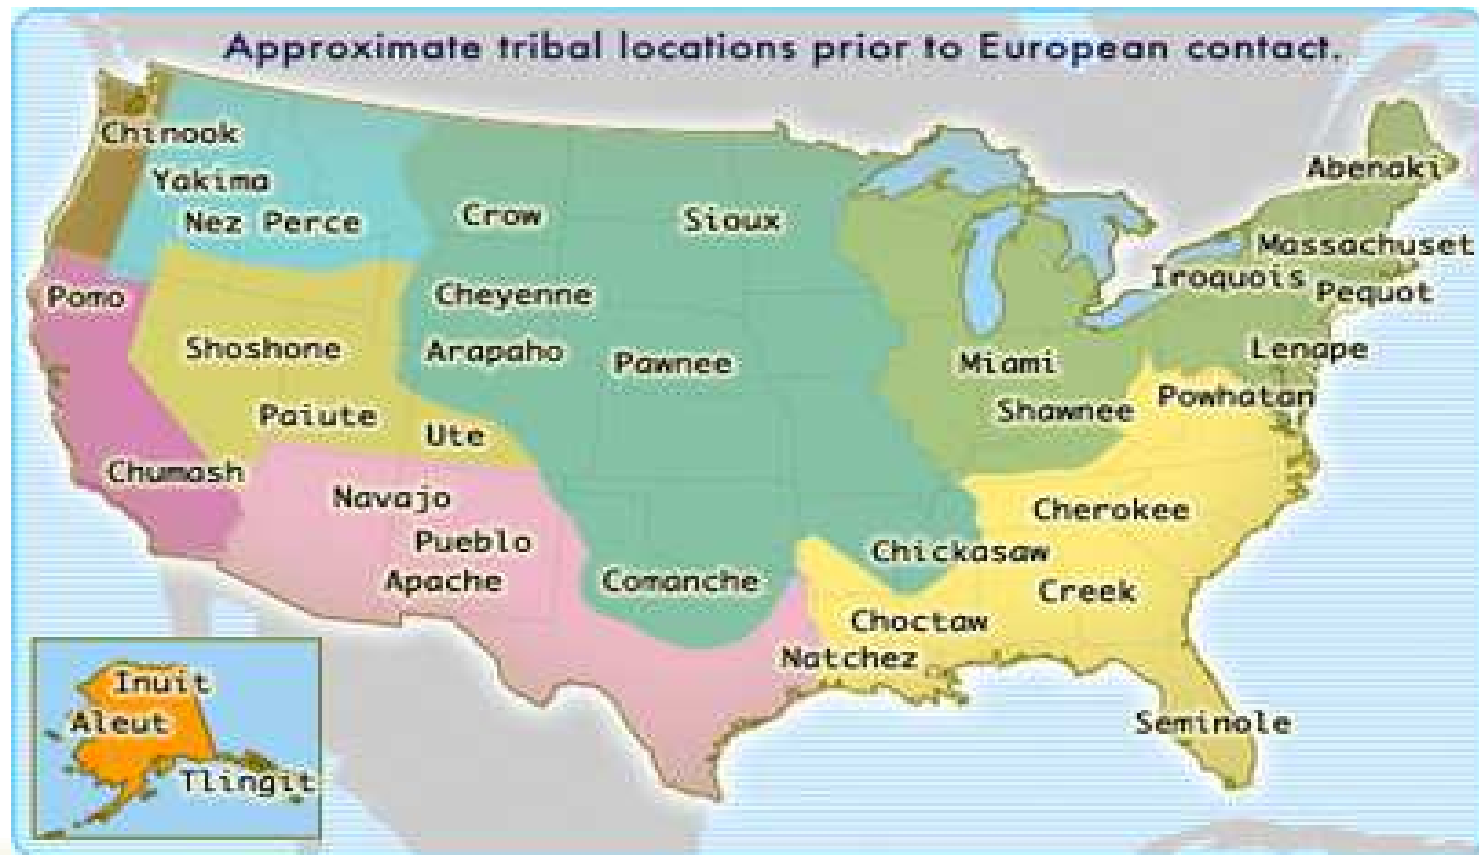 Approximate tribal locations prior to European contact.
Chinook
Yakima
Nez Perce
Crow
Sioux
Abenaki
Massachuset
Iroquois
Pequot
Pomo
Cheyenne
Shoshone
Arapaho
Pawnee
Miami
Lenape
Powhatan
Shawnee
Paiute
Ute
Chumash
Navajo
Pueblo
Apache
Comanche
Cherokee
Chickasaw
Creek
Choctaw
Natchez
Seminole
Inuit
Aleut
Tlingit